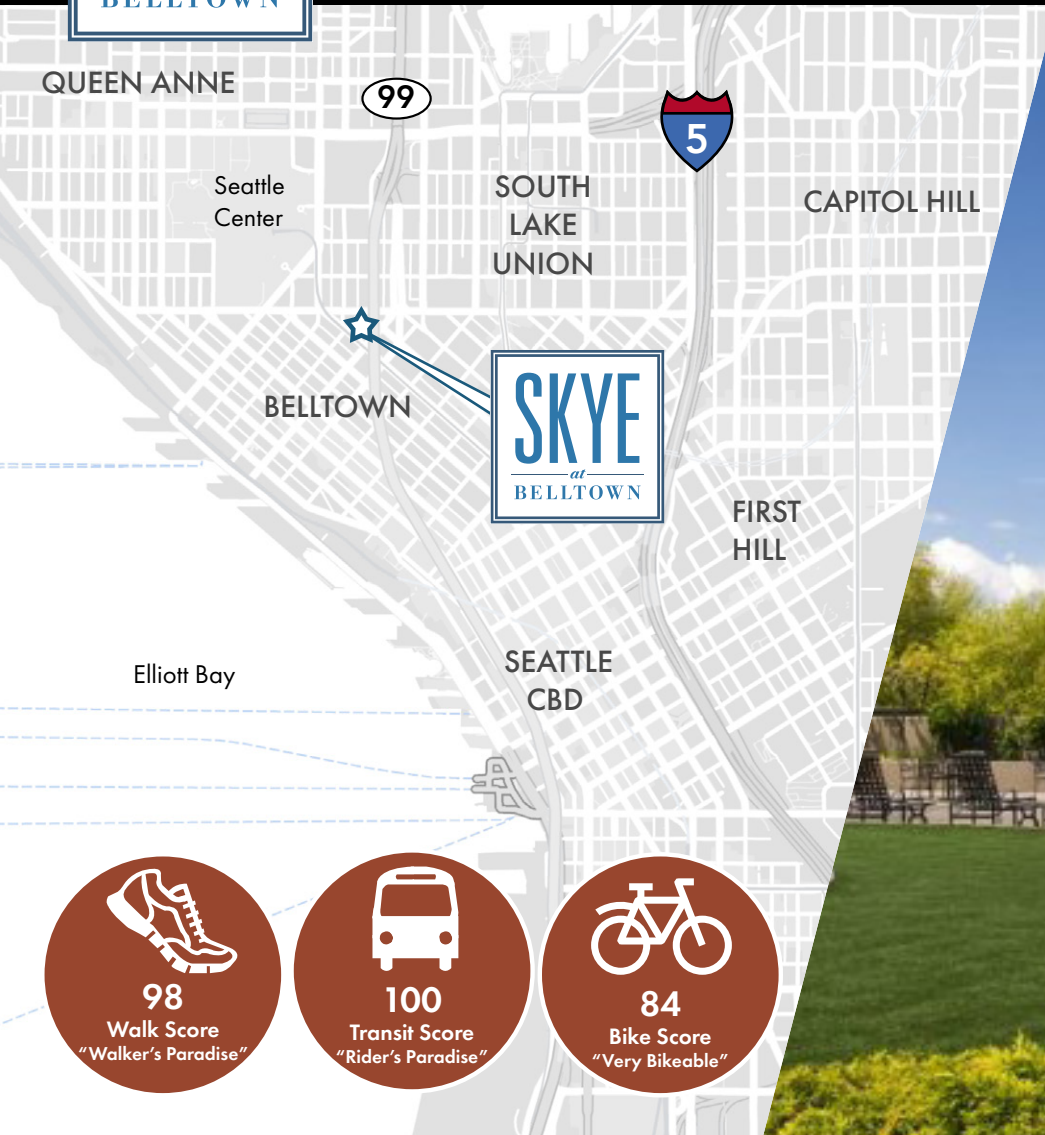 BELLTOWN
QUEEN ANNE
99
5
Seattle
Center
SOUTH
LAKE
UNION
CAPITOL HILL
BELLTOWN
SKYE
at
BELLTOWN
FIRST
HILL
Elliott Bay
SEATTLE
CBD
98
Walk Score
“Walker’s Paradise”
100
Transit Score
“Rider’s Paradise”
84
Bike Score
“Very Bikeable”